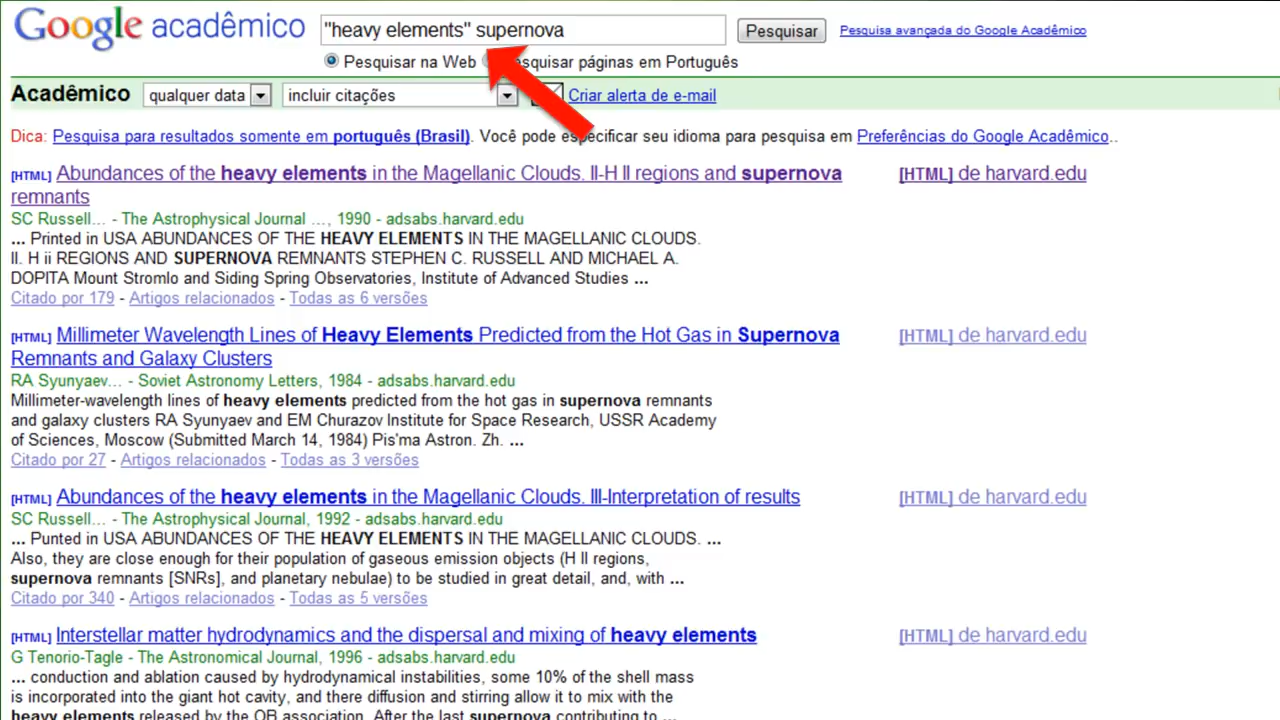 Google acadêmico "heavy elements" supernova Pesquisar Pesquisa avançada do Google Acadêmico
Pesquisar na Web esquisar páginas em Português
Acadêmico qualquer data incluir citações Criar alerta de e-mail
Dica: Pesquisa para resultados somente em português (Brasil). Você pode especificar seu idioma para pesquisa em Preferências do Google Acadêmico..
[HTML] Abundances of the heavy elements in the Magellanic Clouds. II-H II regions and supernova [HTML] de harvard.edu
remnants
SC Russell... - The Astrophysical Journal ..., 1990 - adsabs.harvard.edu
... Printed in USA ABUNDANCES OF THE HEAVY ELEMENTS IN THE MAGELLANIC CLOUDS.
II. H ii REGIONS AND SUPERNOVA REMNANTS STEPHEN C. RUSSELL AND MICHAEL A.
DOPITA Mount Stromlo and Siding Spring Observatories, Institute of Advanced Studies ...
Citado por 179 - Artigos relacionados - Todas as 6 versões
[HTML] Millimeter Wavelength Lines of Heavy Elements Predicted from the Hot Gas in Supernova [HTML] de harvard.edu
Remnants and Galaxy Clusters
RA Syunyaev... - Soviet Astronomy Letters, 1984 - adsabs.harvard.edu
Millimeter-wavelength lines of heavy elements predicted from the hot gas in supernova remnants
and galaxy clusters RA Syunyaev and EM Churazov Institute for Space Research, USSR Academy
of Sciences, Moscow (Submitted March 14, 1984) Pis'ma Astron. Zh. ...
Citado por 27 - Artigos relacionados - Todas as 3 versões
[HTML] Abundances of the heavy elements in the Magellanic Clouds. III-Interpretation of results [HTML] de harvard.edu
SC Russell... - The Astrophysical Journal, 1992 - adsabs.harvard.edu
... Punted in USA ABUNDANCES OF THE HEAVY ELEMENTS IN THE MAGELLANIC CLOUDS. ...
Also, they are close enough for their population of gaseous emission objects (H II regions,
supernova remnants [SNRs], and planetary nebulae) to be studied in great detail, and, with ...
Citado por 340 - Artigos relacionados - Todas as 5 versões
[HTML] Interstellar matter hydrodynamics and the dispersal and mixing of heavy elements [HTML] de harvard.edu
G Tenorio-Tagle - The Astronomical Journal, 1996 - adsabs.harvard.edu
... conduction and ablation caused by hydrodynamical instabilities, some 10% of the shell mass
is incorporated into the giant hot cavity, and there diffusion and stirring allow it to mix with the
heavy elements released by the OB association. After the last supernova contributing to ...